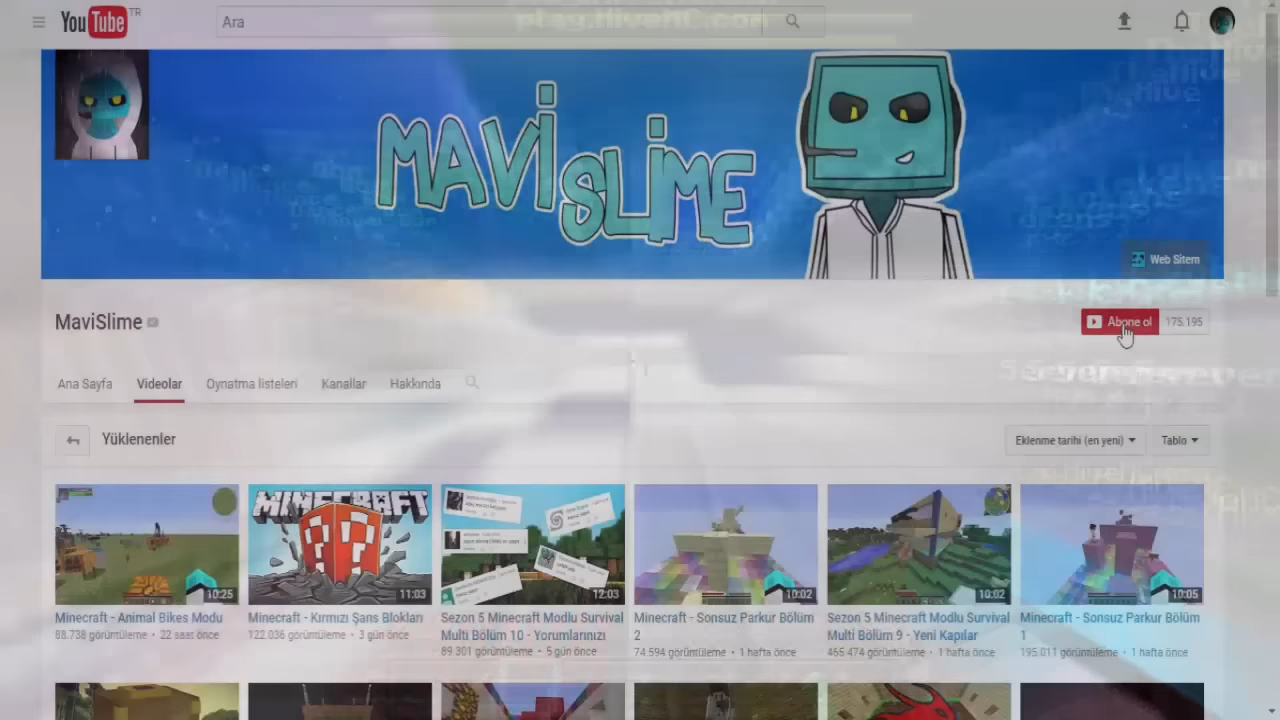 YouTube TR
Ara
play.HiveMC.com
MAVİ SLİME
Web Sitem
MaviSlime
Abone ol 175.195
Ana Sayfa Videolar Oynatma listeleri Kanallar Hakkında
Yüklenenler
Eklenme tarihi (en yeni) Tablo
MINECRAFT
10:25 11:03 12:03 10:02 10:02 10:05
Minecraft - Animal Bikes Modu
88.738 görüntüleme • 22 saat önce
Minecraft - Kırmızı Şans Blokları
122.036 görüntüleme • 3 gün önce
Sezon 5 Minecraft Modlu Survival
Multi Bölüm 10 - Yorumlarınızı
89.301 görüntüleme • 5 gün önce
Minecraft - Sonsuz Parkur Bölüm
2
74.594 görüntüleme • 1 hafta önce
Sezon 5 Minecraft Modlu Survival
Multi Bölüm 9 - Yeni Kapılar
465.474 görüntüleme • 1 hafta önce
Minecraft - Sonsuz Parkur Bölüm
1
195.011 görüntüleme • 1 hafta önce